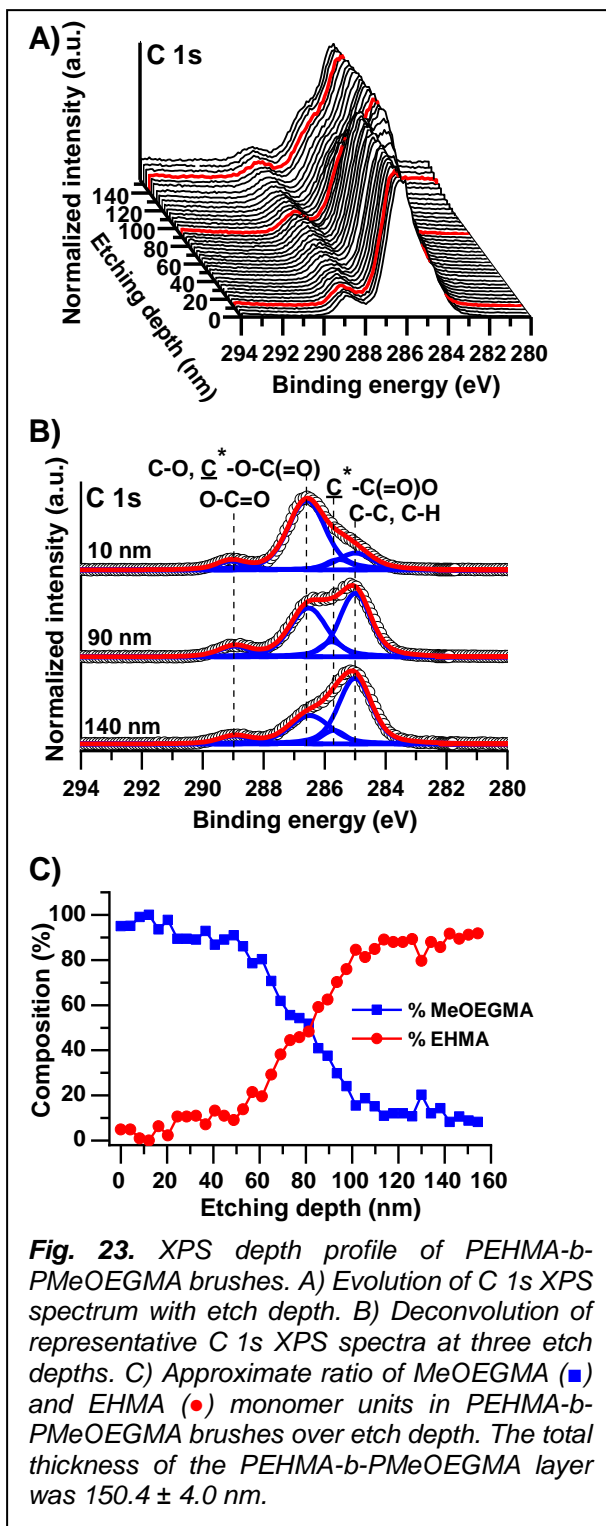 A)
C 1s
Normalized intensity (a.u.)
140
120
100
80
60
40
20
0
Etching depth (nm)
294 292 290 288 286 284 282 280
Binding energy (eV)
B)
C-O, C*-O-C(=O)
C*-C(=O)O
C 1s
O-C=O
C-C, C-H
10 nm
90 nm
140 nm
Normalized intensity (a.u.)
294 292 290 288 286 284 282 280
Binding energy (eV)
C)
100
80
60
40
20
0
Composition (%)
% MeOEGMA
% EHMA
0 20 40 60 80 100 120 140 160
Etching depth (nm)
Fig. 23. XPS depth profile of PEHMA-b-
PMeOEGMA brushes. A) Evolution of C 1s XPS
spectrum with etch depth. B) Deconvolution of
representative C 1s XPS spectra at three etch
depths. C) Approximate ratio of MeOEGMA (■)
and EHMA (●) monomer units in PEHMA-b-
PMeOEGMA brushes over etch depth. The total
thickness of the PEHMA-b-PMeOEGMA layer
was 150.4 ± 4.0 nm.